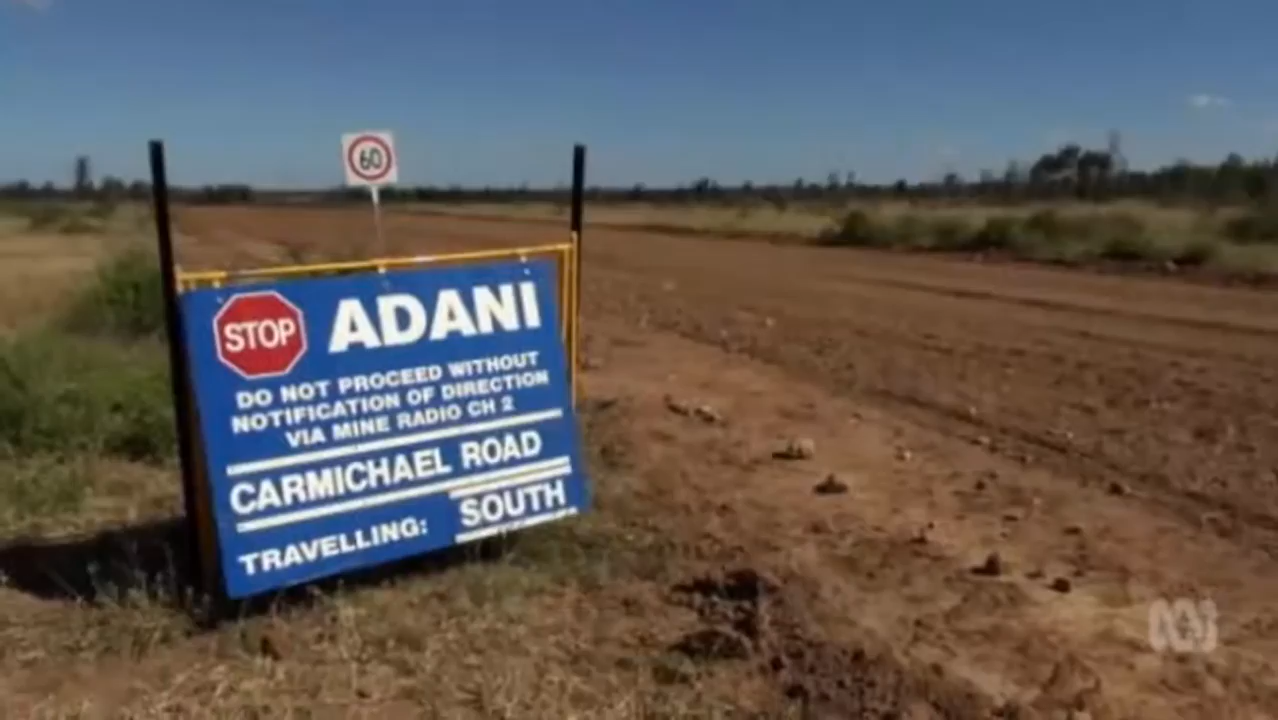 60
STOP
ADANI
DO NOT PROCEED WITHOUT
NOTIFICATION OF DIRECTION
VIA MINE RADIO CH 2
CARMICHAEL ROAD
TRAVELLING: SOUTH